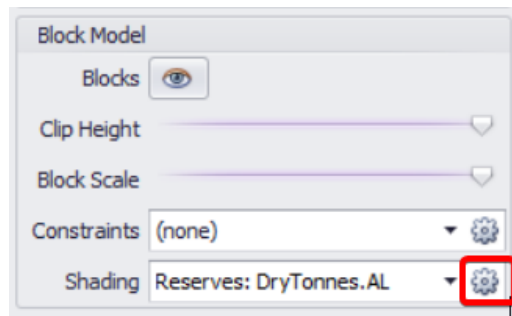 Block Model
Blocks
Clip Height
Block Scale
Constraints (none)
Shading Reserves: DryTonnes.AL